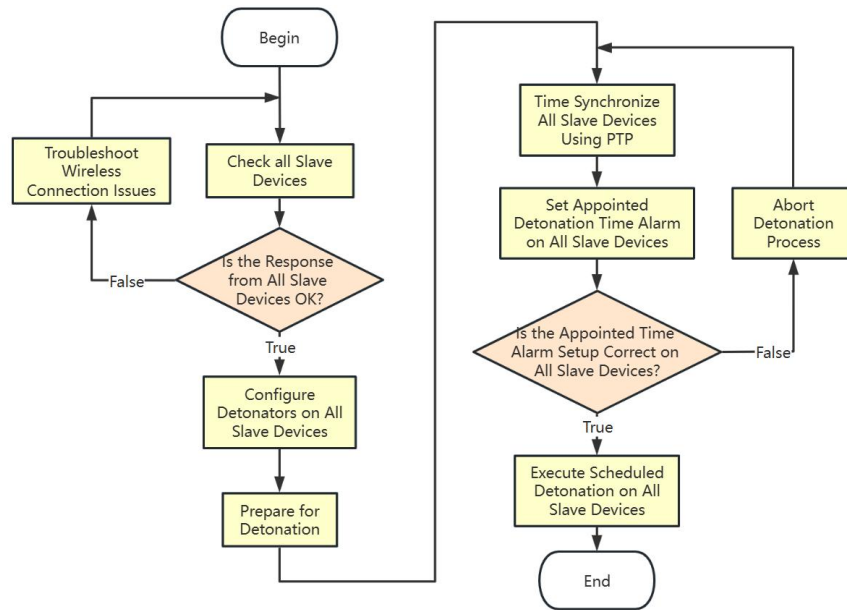 Begin
Troubleshoot
Wireless
Connection Issues
Check all Slave
Devices
Is the Response
from All Slave
Devices OK?
False
True
Configure
Detonators on All
Slave Devices
Prepare for
Detonation
Time Synchronize
All Slave Devices
Using PTP
Set Appointed
Detonation Time Alarm
on All Slave Devices
Abort
Detonation
Process
Is the Appointed Time
Alarm Setup Correct on
All Slave Devices?
False
True
Execute Scheduled
Detonation on All
Slave Devices
End